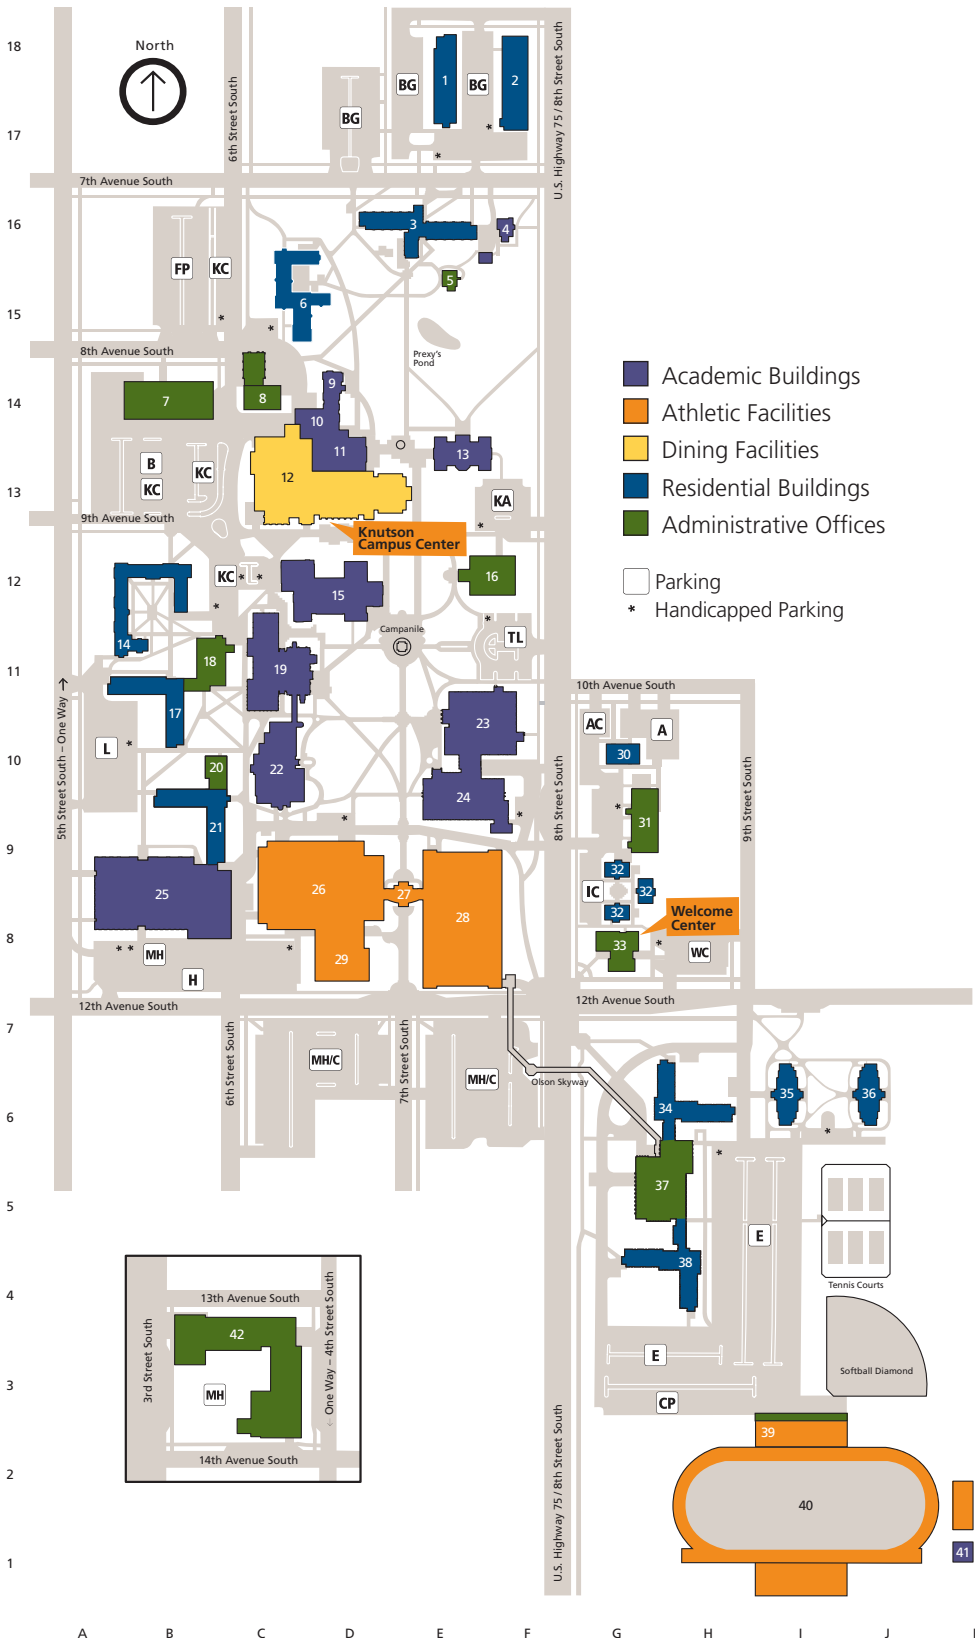 18
North
6th Street South
BG
BG
1
BG
2
U.S. Highway 75 / 8th Street South
17
*
*
7th Avenue South
16
3
4
FP
KC
5
6
15
*
*
8th Avenue South
Prexy's
Pond
Academic Buildings
Athletic Facilities
Dining Facilities
Residential Buildings
Administrative Offices
Parking
* Handicapped Parking
14
7
8
9
10
11
13
B
KC
KC
12
13
KA
*
9th Avenue South
Knutson
Campus Center
12
KC
*
*
*
15
16
14
*
TL
Campanile
11
18
19
5th Street South – One Way →
10th Avenue South
17
L
*
23
AC
A
10
20
22
30
24
21
*
*
*
31
8th Street South
9th Street South
9
25
26
27
28
32
32
32
IC
Welcome
Center
8
*
*
MH
*
H
29
33
*
WC
12th Avenue South
12th Avenue South
7
6th Street South
MH/C
7th Street South
MH/C
Olson Skyway
6
34
35
36
*
*
37
5
E
38
4
Tennis Courts
13th Avenue South
3rd Street South
42
← One Way – 4th Street South
MH
14th Avenue South
E
Softball Diamond
3
CP
39
2
U.S. Highway 75 / 8th Street South
40
1
41
A
B
C
D
E
F
G
H
I
J